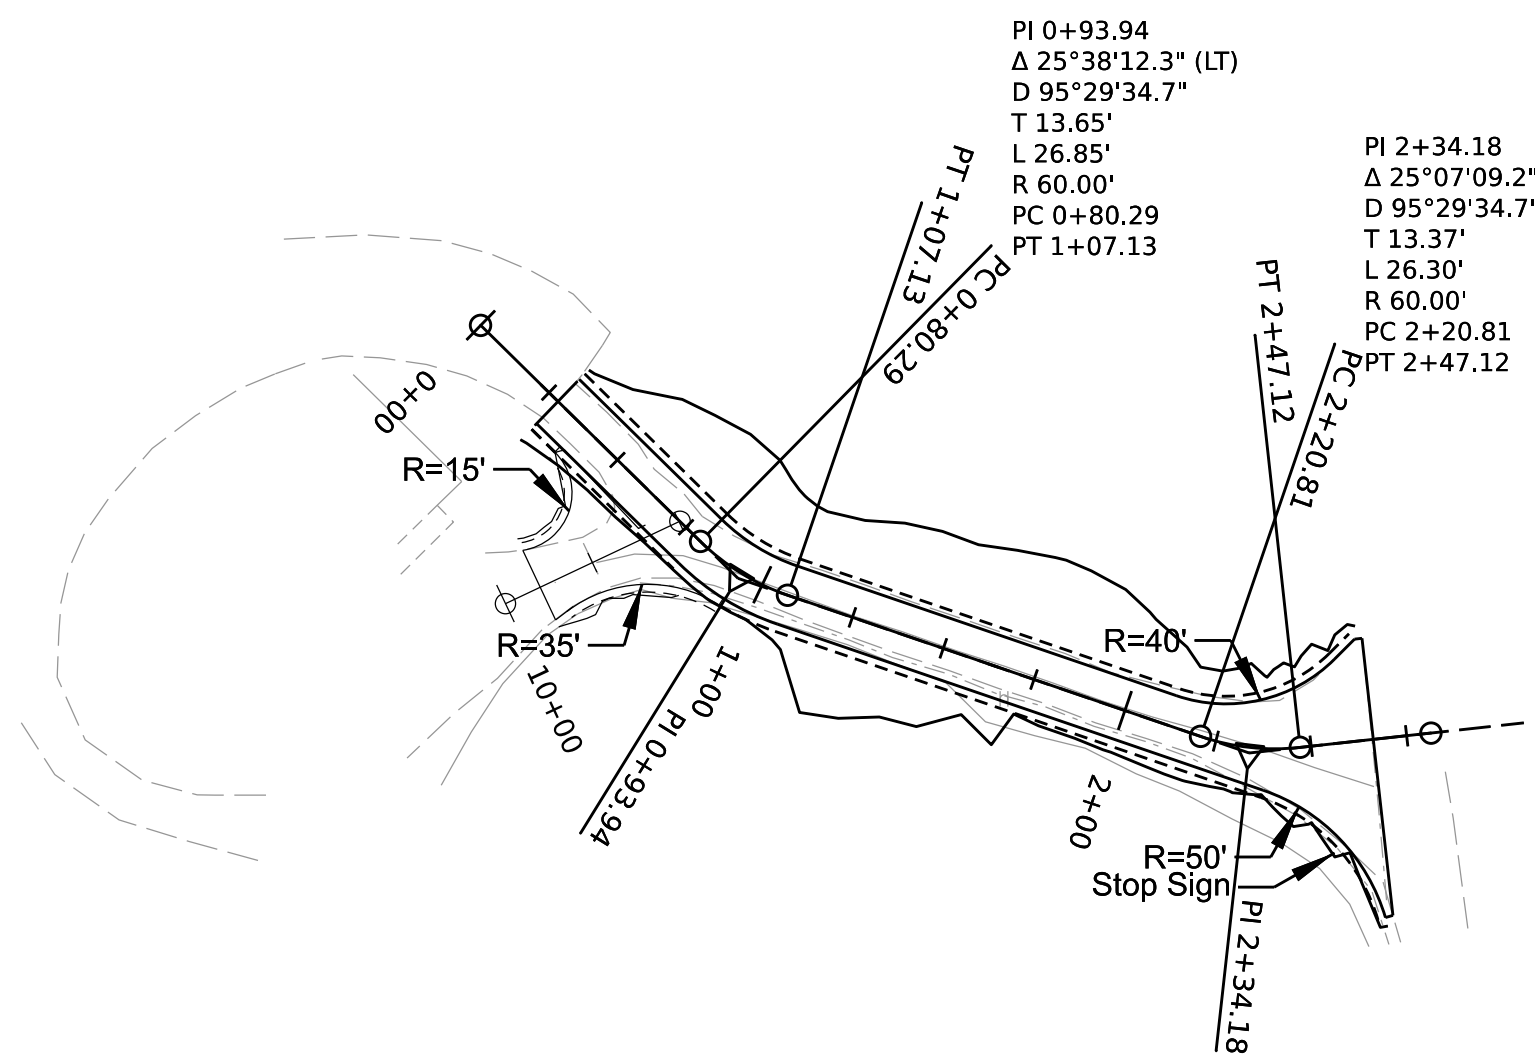 PI 0+93.94
Δ 25°38'12.3" (LT)
D 95°29'34.7"
T 13.65'
L 26.85'
R 60.00'
PC 0+80.29
PT 1+07.13
PI 2+34.18
Δ 25°07'09.2"
D 95°29'34.7"
T 13.37'
L 26.30'
R 60.00'
PC 2+20.81
PT 2+47.12
PT 1+07.13
PC 0+80.29
PT 2+47.12
PC 2+20.81
0+00
R=15'
R=35'
10+00
1+00
PI 0+93.94
R=40'
2+00
R=50'
Stop Sign
PI 2+34.18